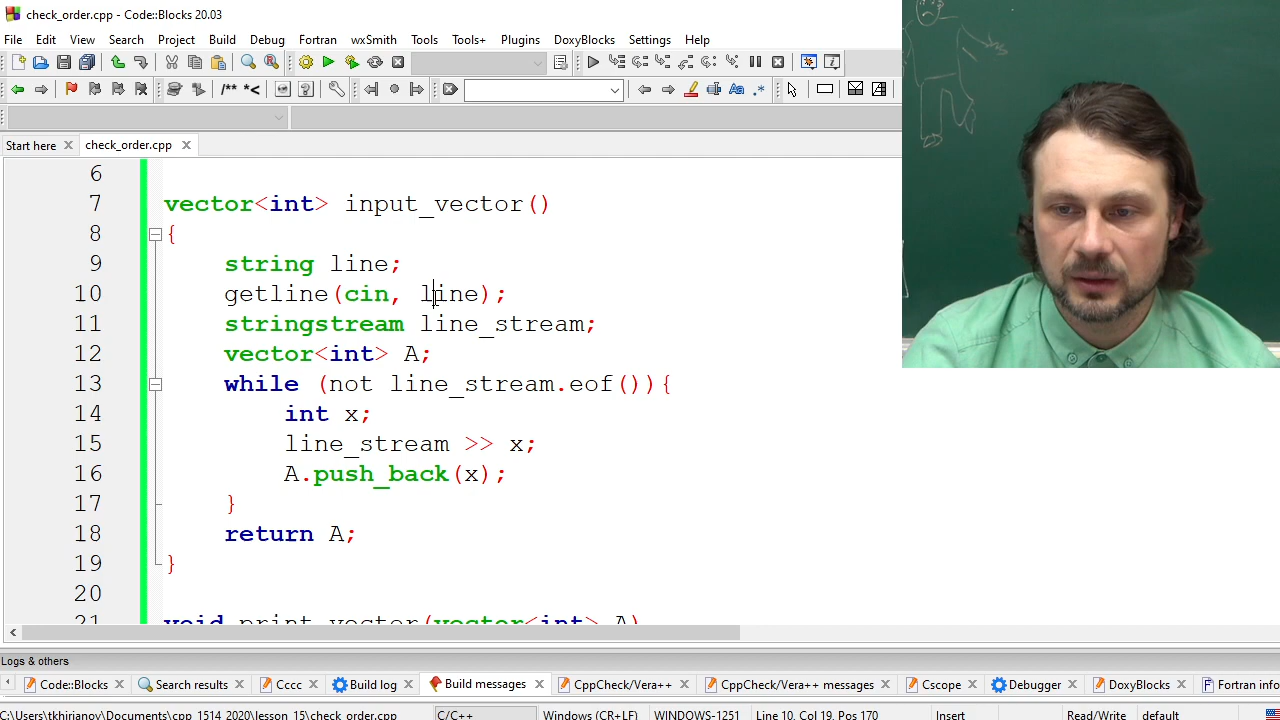 check_order.cpp - Code::Blocks 20.03
File Edit View Search Project Build Debug Fortran wxSmith Tools Tools+ Plugins DoxyBlocks Settings Help
/** *<
Start here check_order.cpp
6
7 vector<int> input_vector()
8 {
9 string line;
10 getline(cin, line);
11 stringstream line_stream;
12 vector<int> A;
13 while (not line_stream.eof()){
14 int x;
15 line_stream >> x;
16 A.push_back(x);
17 }
18 return A;
19 }
20
21 void print_vector(vector<int> A)
Logs & others
Code::Blocks Search results Cccc Build log Build messages CppCheck/Vera++ CppCheck/Vera++ messages Cscope Debugger DoxyBlocks Fortran info
C/C++ Windows (CR+LF) WINDOWS-1251 Line 10, Col 19, Pos 170 Insert Read/Write default